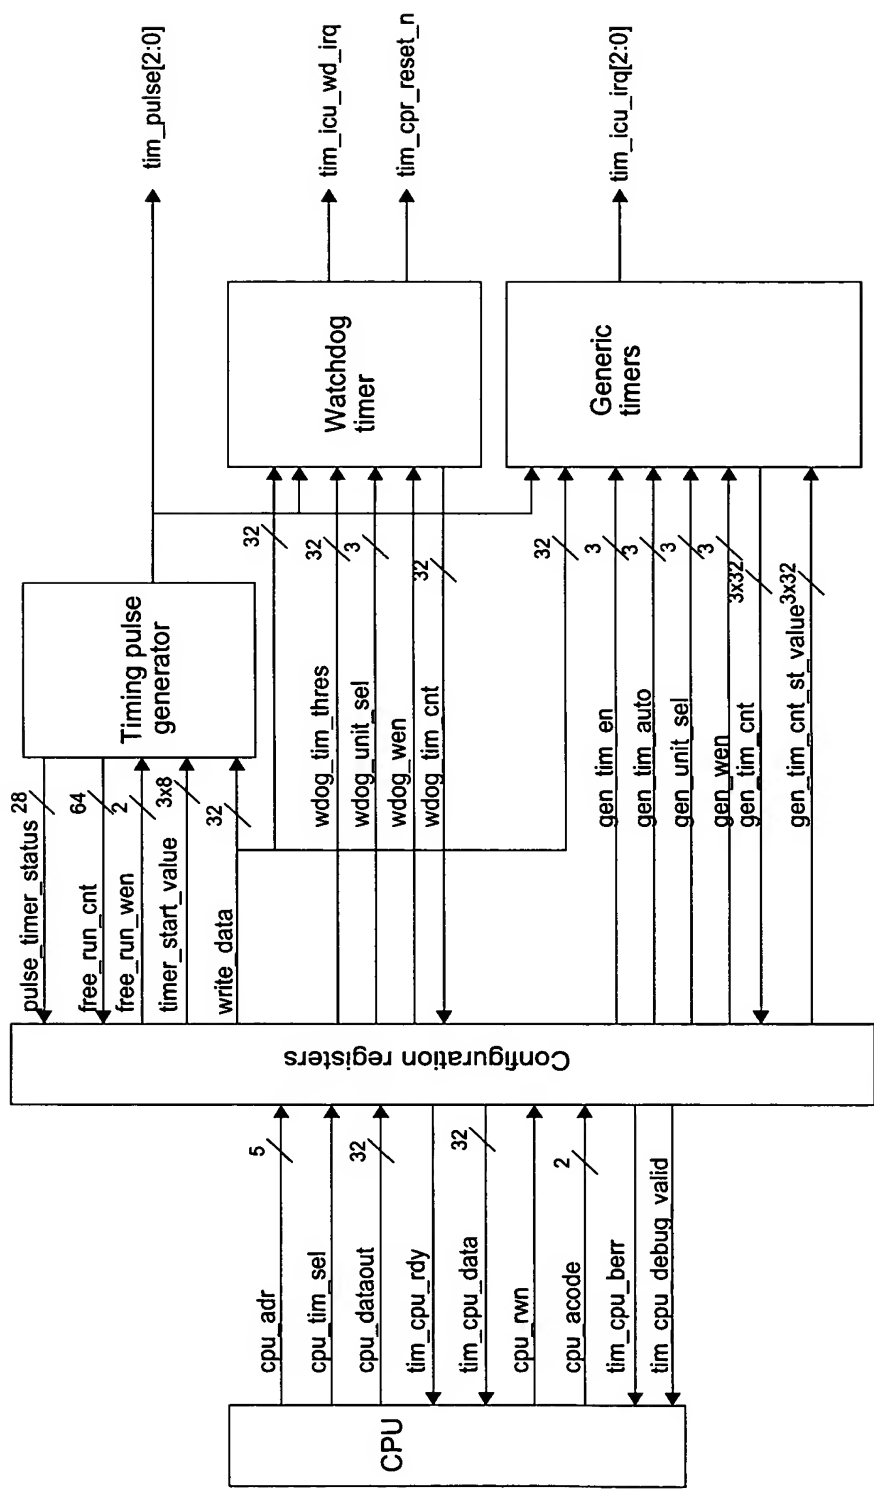 CPU
cpu_adr
5
cpu_tim_sel
cpu_dataout
32
tim_cpu_rdy
tim_cpu_data
32
cpu_rwn
cpu_acode
2
tim_cpu_berr
tim_cpu_debug_valid
Configuration registers
pulse_timer_status
28
free_run_cnt
64
free_run_wen
2
timer_start_value
3x8
write_data
32
Timing pulse
generator
tim_pulse[2:0]
32
wdog_tim_thres
32
wdog_unit_sel
3
wdog_wen
wdog_tim_cnt
32
Watchdog
timer
tim_icu_wd_irq
tim_cpr_reset_n
32
gen_tim_en
3
gen_tim_auto
3
gen_unit_sel
3
gen_wen
3
gen_tim_cnt
3x32
gen_tim_cnt_st_value
3x32
Generic
timers
tim_icu_irq[2:0]